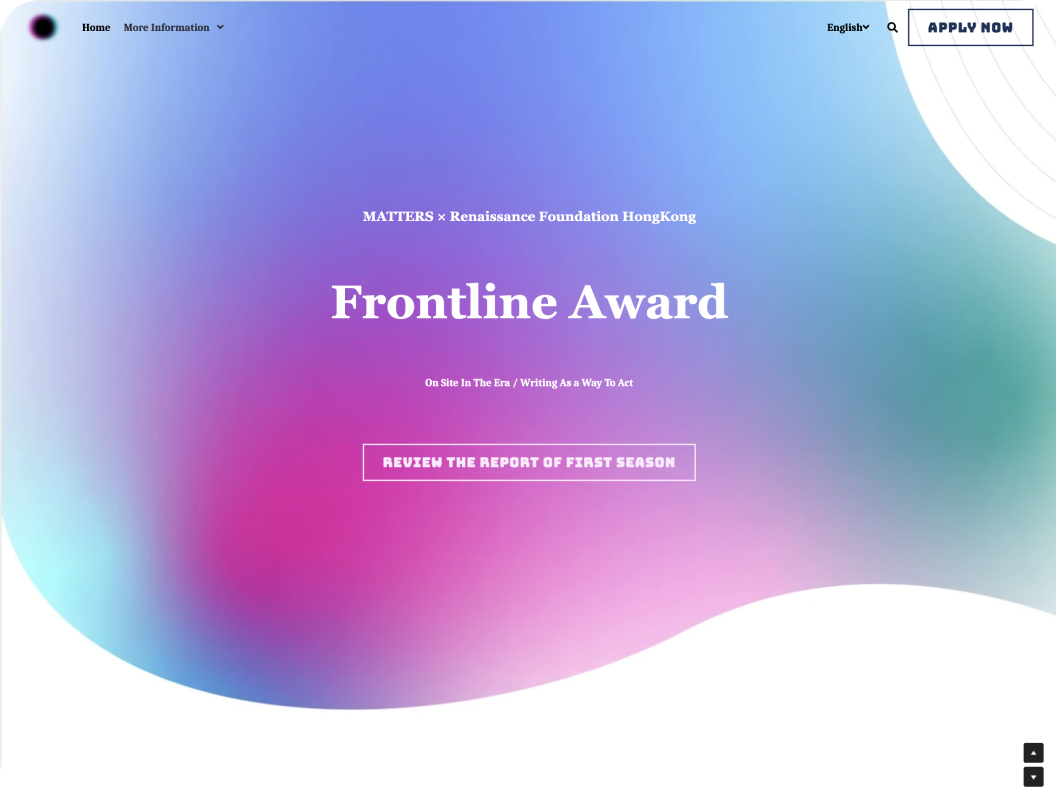 Home
More Information
English
APPLY NOW
MATTERS × Renaissance Foundation HongKong
Frontline Award
On Site In The Era / Writing As a Way To Act
REVIEW THE REPORT OF FIRST SEASON